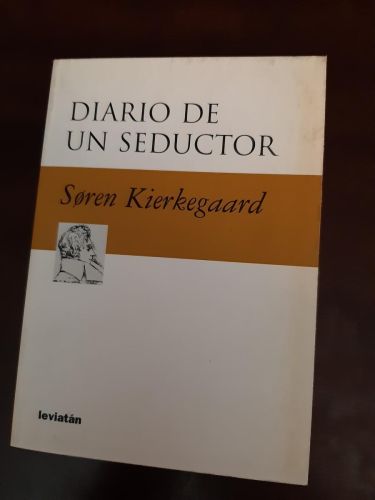 DIARIO DE
UN SEDUCTOR
Søren Kierkegaard
leviatán